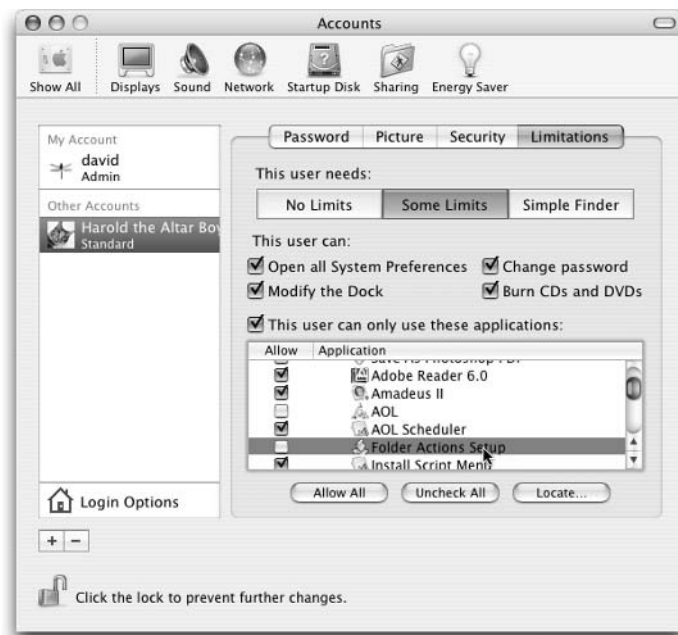 Accounts
Show All Displays Sound Network Startup Disk Sharing Energy Saver
My Account
david
Admin
Other Accounts
Harold the Altar Boy
Standard
Login Options
Password Picture Security Limitations
This user needs:
No Limits Some Limits Simple Finder
This user can:
Open all System Preferences Change password
Modify the Dock Burn CDs and DVDs
This user can only use these applications:
Allow Application
Save As Photoshop PDF
Adobe Reader 6.0
Amadeus II
AOL
AOL Scheduler
Folder Actions Setup
Install Script Menu
Allow All Uncheck All Locate...
+ −
Click the lock to prevent further changes.